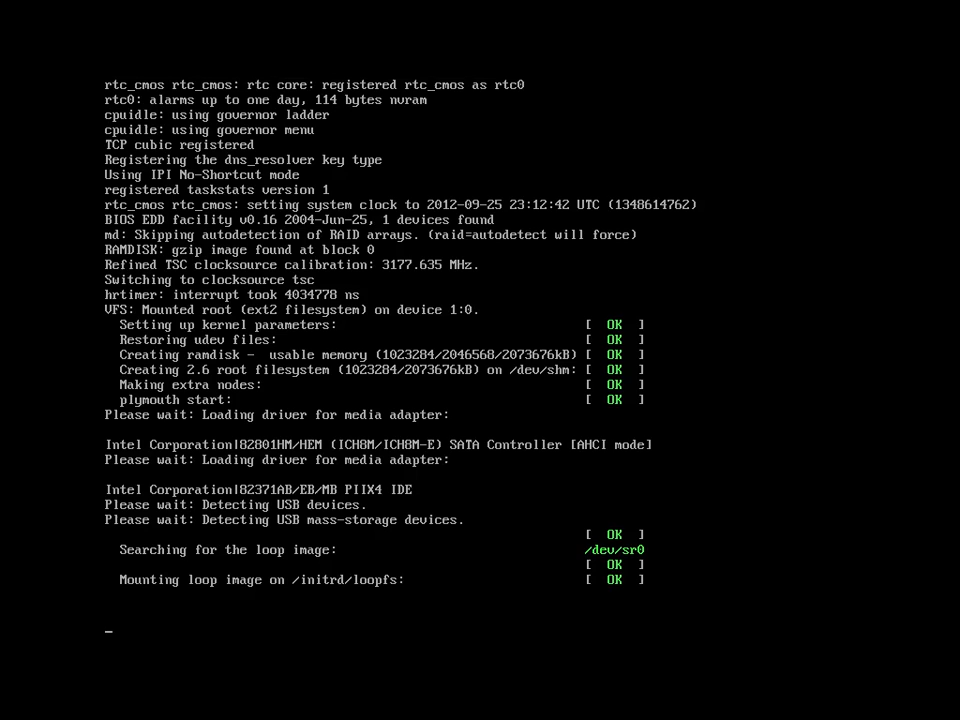 rtc_cmos rtc_cmos: rtc core: registered rtc_cmos as rtc0
rtc0: alarms up to one day, 114 bytes nvram
cpuidle: using governor ladder
cpuidle: using governor menu
TCP cubic registered
Registering the dns_resolver key type
Using IPI No-Shortcut mode
registered taskstats version 1
rtc_cmos rtc_cmos: setting system clock to 2012-09-25 23:12:42 UTC (1348614762)
BIOS EDD facility v0.16 2004-Jun-25, 1 devices found
md: Skipping autodetection of RAID arrays. (raid=autodetect will force)
RAMDISK: gzip image found at block 0
Refined TSC clocksource calibration: 3177.635 MHz.
Switching to clocksource tsc
hrtimer: interrupt took 4034778 ns
VFS: Mounted root (ext2 filesystem) on device 1:0.
Setting up kernel parameters: [ OK ]
Restoring udev files: [ OK ]
Creating ramdisk - usable memory (1023284/2046568/2073676kB) [ OK ]
Creating 2.6 root filesystem (1023284/2073676kB) on /dev/shm: [ OK ]
Making extra nodes: [ OK ]
plymouth start: [ OK ]
Please wait: Loading driver for media adapter:
Intel Corporation|82801HM/HEM (ICH8M/ICH8M-E) SATA Controller [AHCI mode]
Please wait: Loading driver for media adapter:
Intel Corporation|82371AB/EB/MB PIIX4 IDE
Please wait: Detecting USB devices.
Please wait: Detecting USB mass-storage devices.
[ OK ]
Searching for the loop image: /dev/sr0
[ OK ]
Mounting loop image on /initrd/loopfs: [ OK ]
_